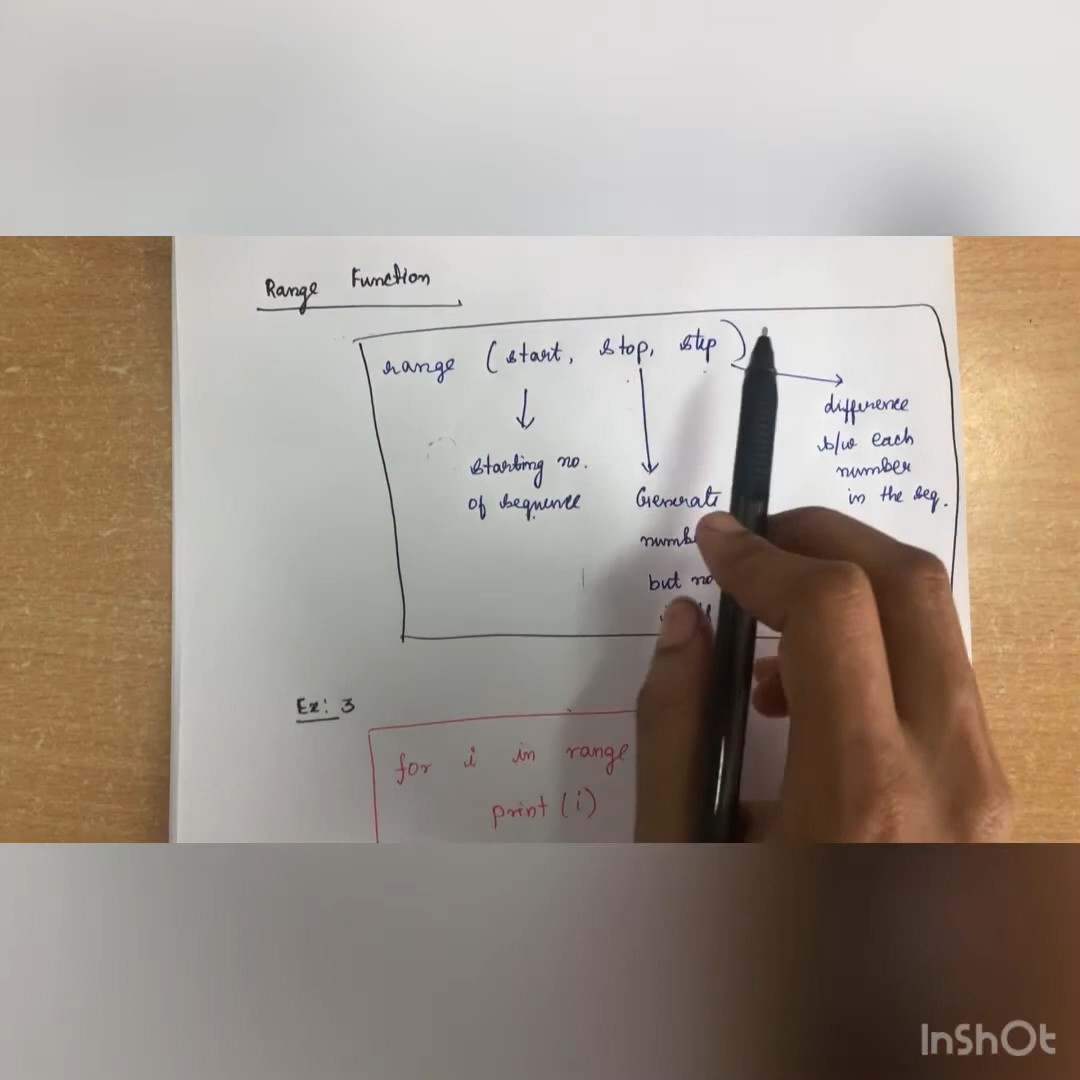 Range Function
range (start, stop, step)
starting no.
of sequence
Generate
but
difference
b/w each
number
in the seq.
Ex: 3
for i in range
print (i)
InShOt